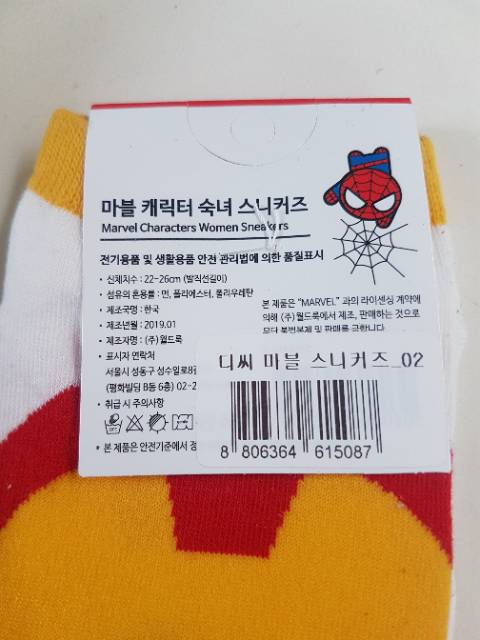 마블 캐릭터 숙녀 스니커즈
Marvel Characters Women Sneakers
전기용품 및 생활용품 안전 관리법에 의한 품질표시
• 신체치수 : 22-26cm (발직선길이)
• 섬유의 혼용률 : 면, 폴리에스터, 폴리우레탄
• 제조국명 : 한국
• 제조년월 : 2019.01
• 제조자명 : (주)월드록
• 표시자 연락처
서울시 성동구 성수일로8길
(평화빌딩 B동 6층) 02-2
• 취급 시 주의사항
* 본 제품은 안전기준에서 정
본 제품은 "MARVEL" 과의 라이센싱 계약에
의해 (주)월드록에서 제조, 판매하는 것으로
모다 불법복제 및 판매를 금합니다
디씨 마블 스니커즈_02
8 806364 615087